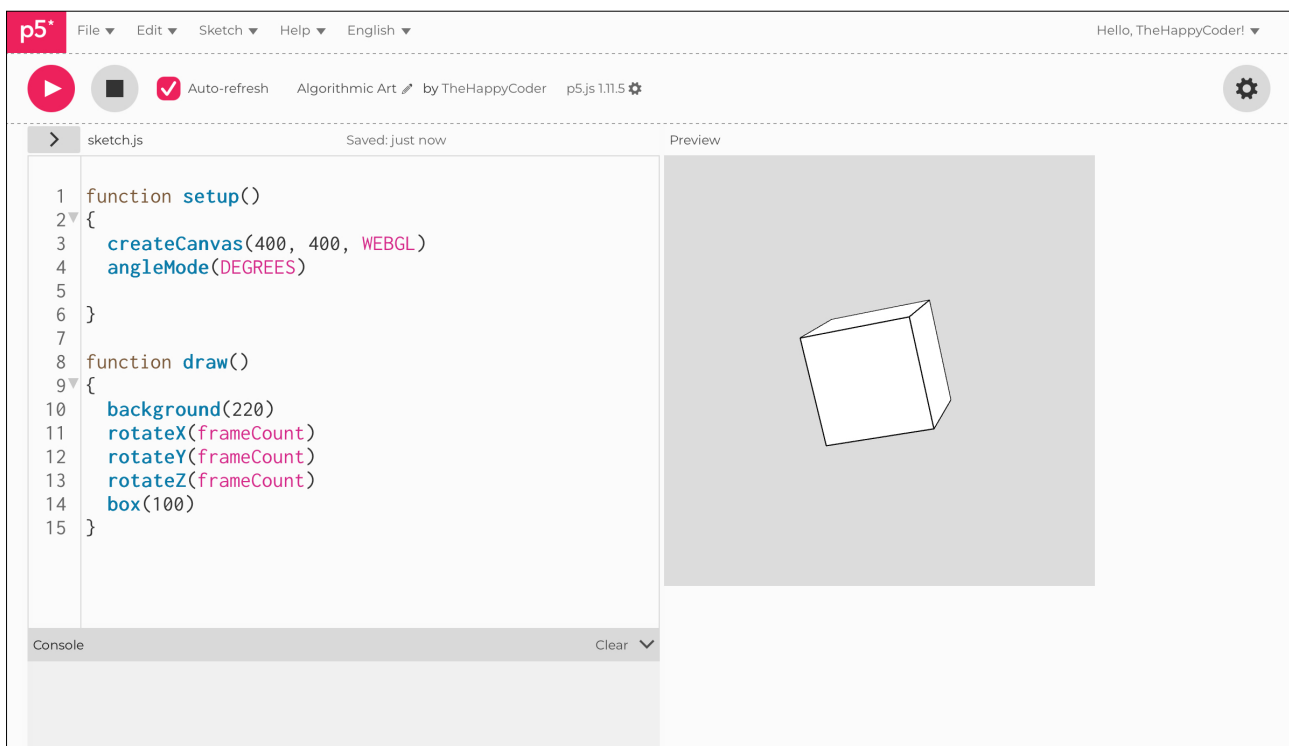 p5* File Edit Sketch Help English Hello, TheHappyCoder!
Auto-refresh Algorithmic Art by TheHappyCoder p5.js 1.11.5
sketch.js Saved: just now Preview
1 function setup()
2 {
3 createCanvas(400, 400, WEBGL)
4 angleMode(DEGREES)
5
6 }
7
8 function draw()
9 {
10 background(220)
11 rotateX(frameCount)
12 rotateY(frameCount)
13 rotateZ(frameCount)
14 box(100)
15 }
Console Clear